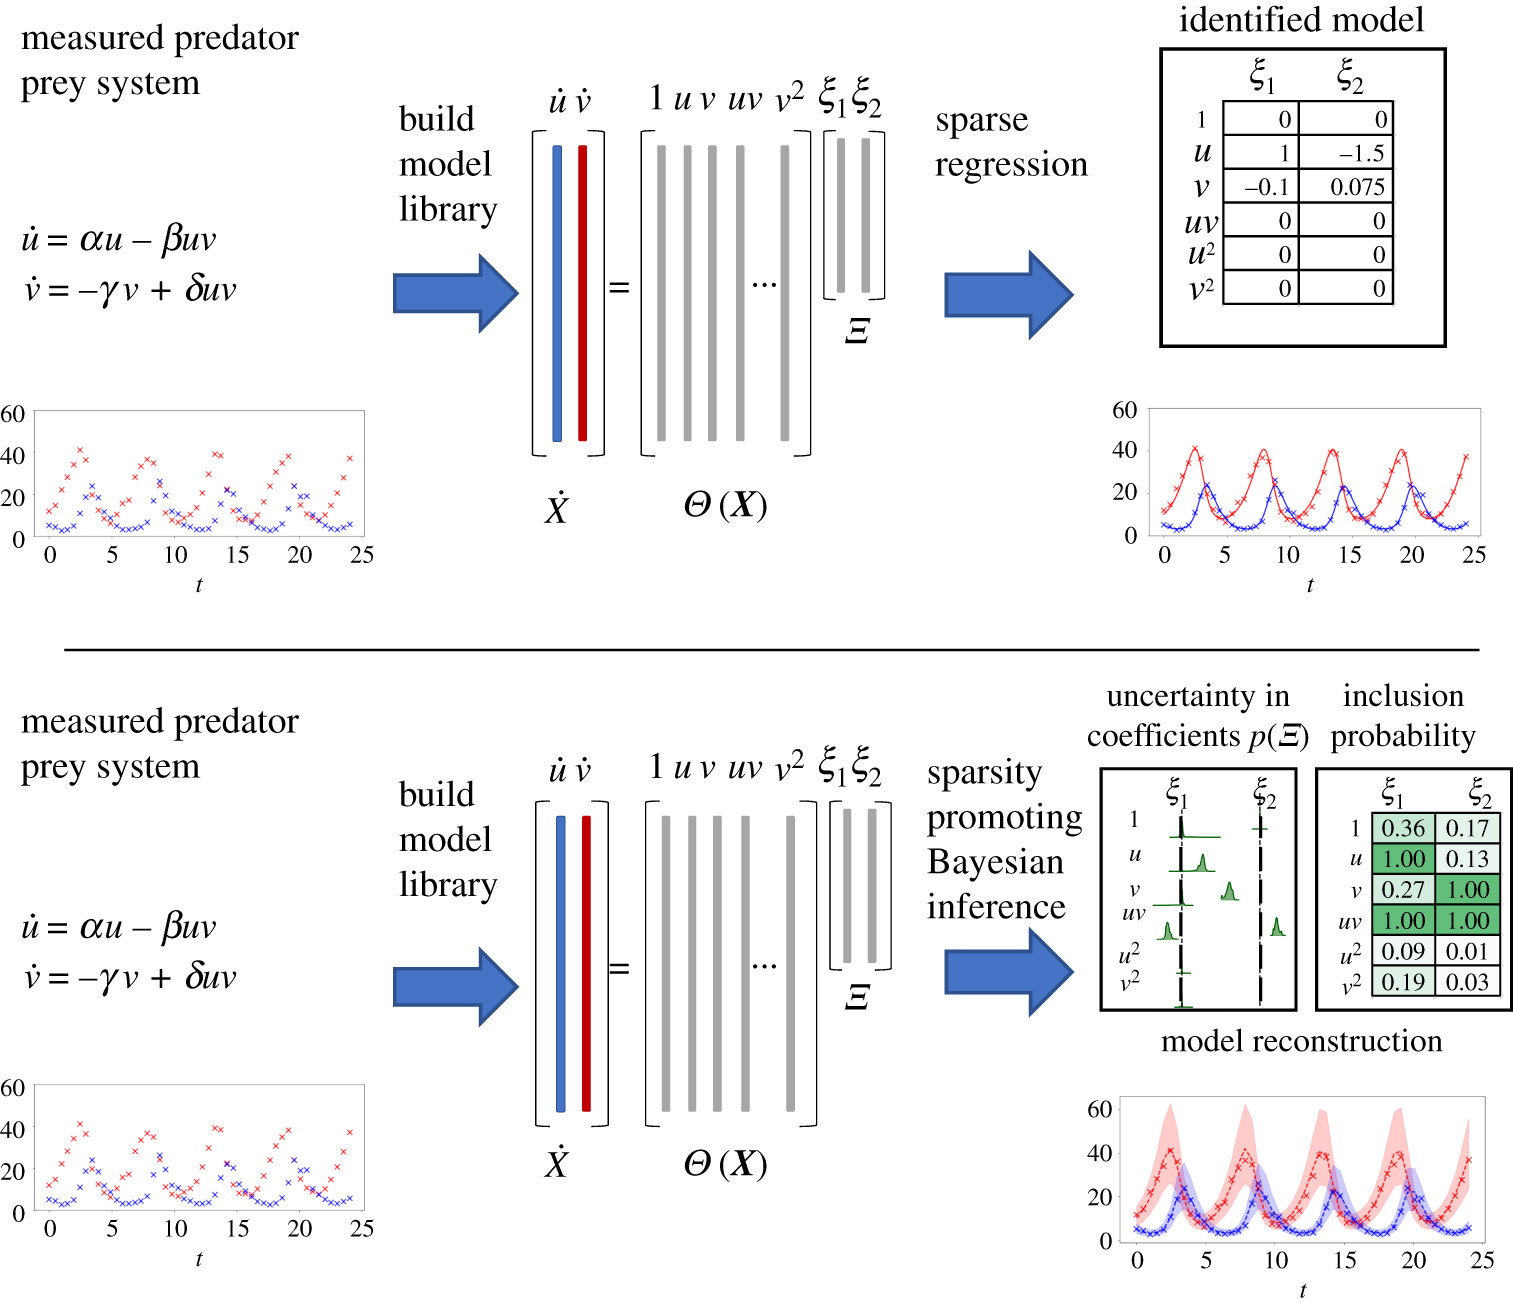 measured predator
prey system
u̇ = αu – βuv
v̇ = –γv + δuv
60
40
20
0
0 5 10 15 20 25
t
build
model
library
u̇ v̇
=
1 u v uv v² ξ₁ ξ₂
...
Ẋ
Θ (X)
Ξ
sparse
regression
identified model
ξ₁ ξ₂
1 0 0
u 1 –1.5
v –0.1 0.075
uv 0 0
u² 0 0
v² 0 0
60
40
20
0
0 5 10 15 20 25
t
measured predator
prey system
u̇ = αu – βuv
v̇ = –γv + δuv
60
40
20
0
0 5 10 15 20 25
t
build
model
library
u̇ v̇
=
1 u v uv v² ξ₁ ξ₂
...
Ẋ
Θ (X)
Ξ
sparsity
promoting
Bayesian
inference
uncertainty in
coefficients p(Ξ)
ξ₁ ξ₂
1
u
v
uv
u²
v²
inclusion
probability
ξ₁ ξ₂
1 0.36 0.17
u 1.00 0.13
v 0.27 1.00
uv 1.00 1.00
u² 0.09 0.01
v² 0.19 0.03
model reconstruction
60
40
20
0
0 5 10 15 20 25
t